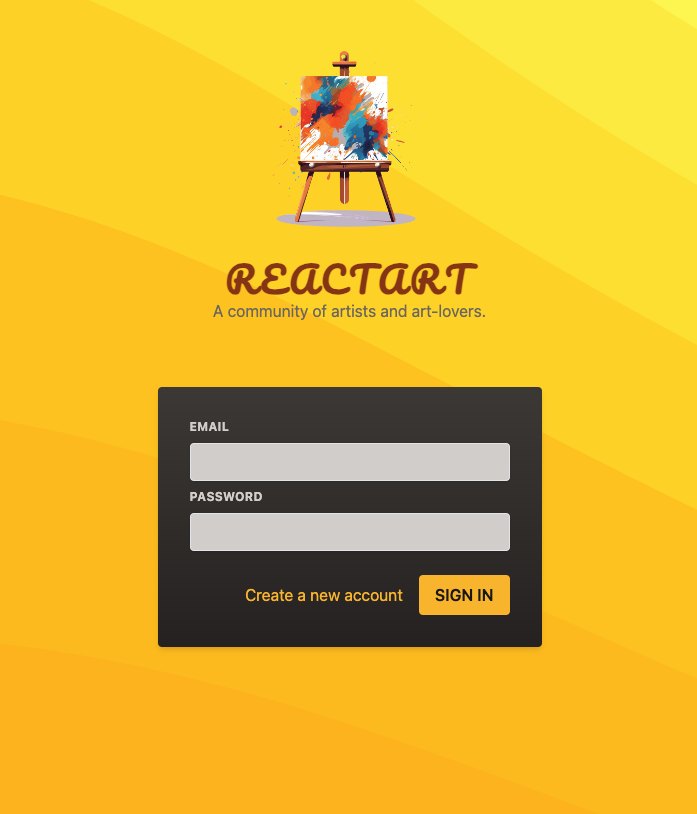 REACTART
A community of artists and art-lovers.
EMAIL
PASSWORD
Create a new account
SIGN IN